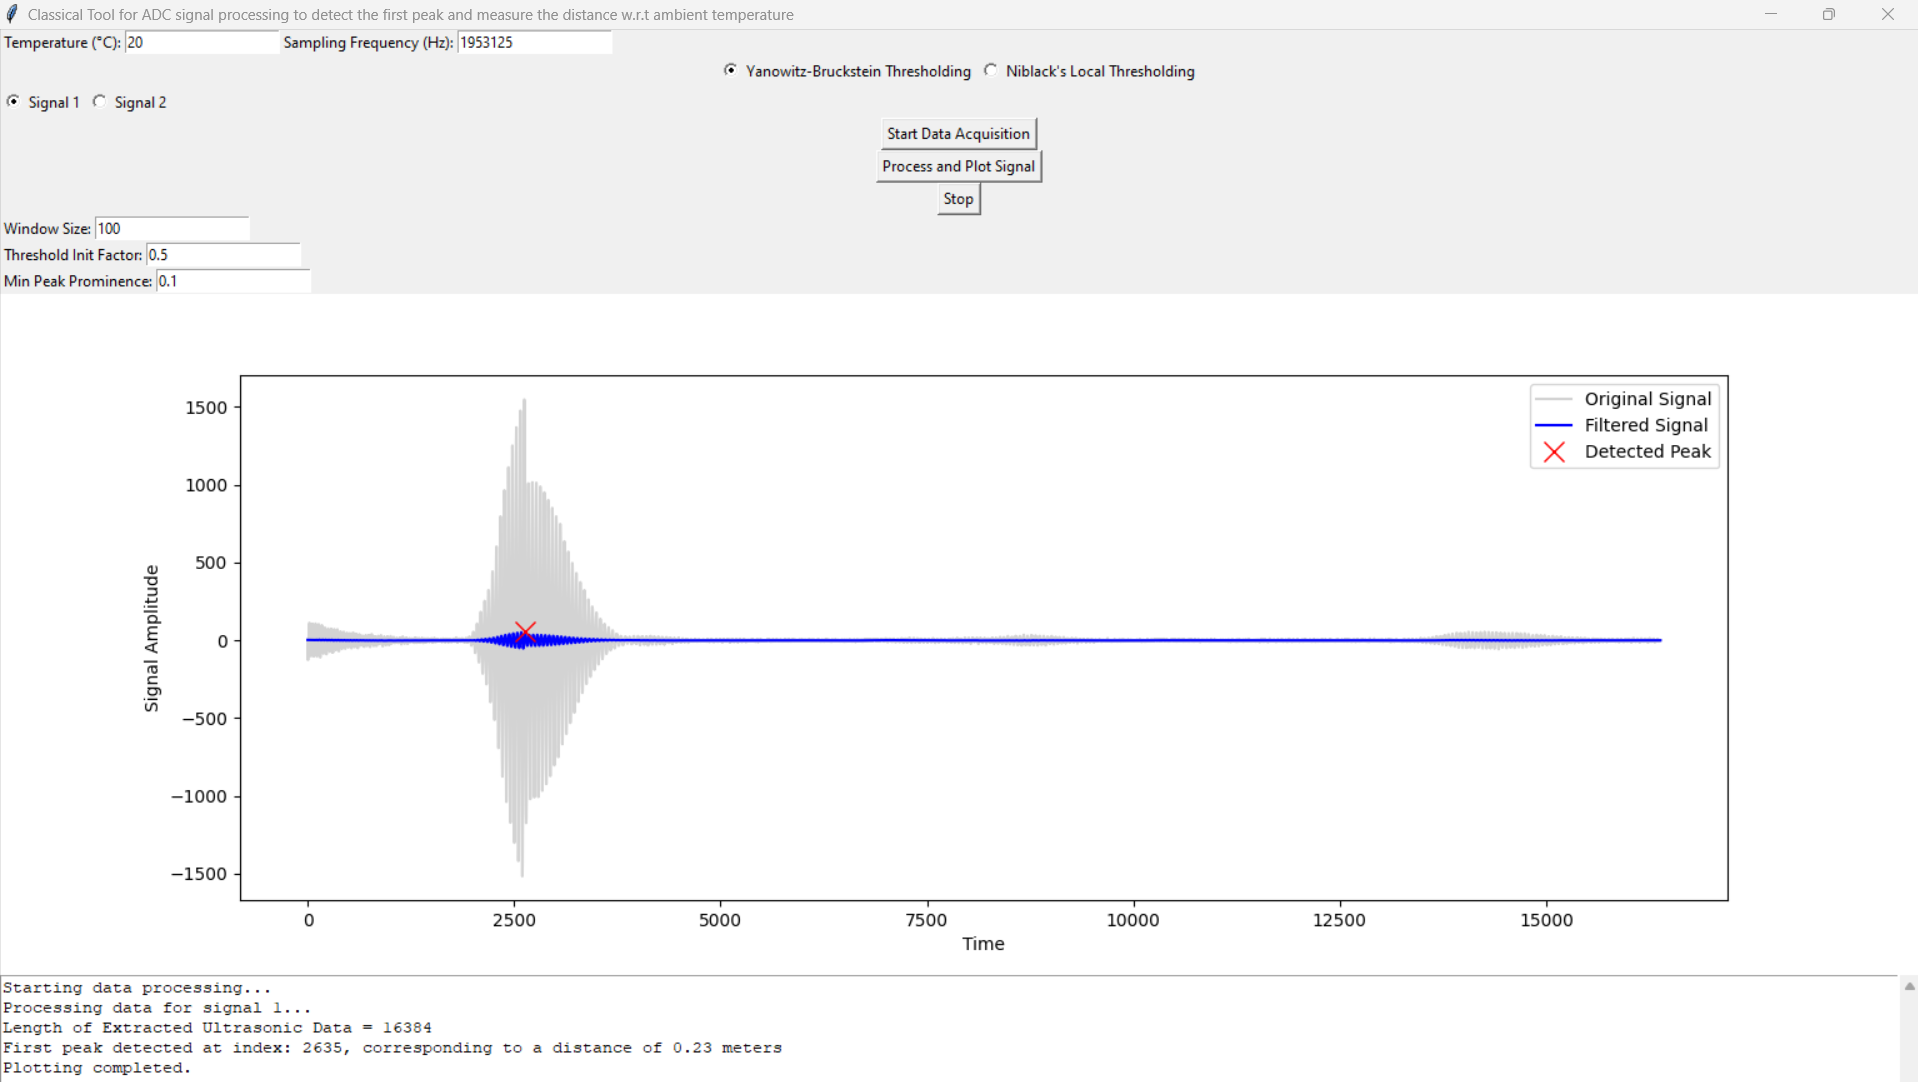 Classical Tool for ADC signal processing to detect the first peak and measure the distance w.r.t ambient temperature
Temperature (°C): 20 Sampling Frequency (Hz): 1953125
Yanowitz-Bruckstein Thresholding Niblack's Local Thresholding
Signal 1 Signal 2
Start Data Acquisition
Process and Plot Signal
Stop
Window Size: 100
Threshold Init Factor: 0.5
Min Peak Prominence: 0.1
Original Signal
Filtered Signal
Detected Peak
1500
1000
500
0
−500
−1000
−1500
Signal Amplitude
0 2500 5000 7500 10000 12500 15000
Time
Starting data processing...
Processing data for signal 1...
Length of Extracted Ultrasonic Data = 16384
First peak detected at index: 2635, corresponding to a distance of 0.23 meters
Plotting completed.